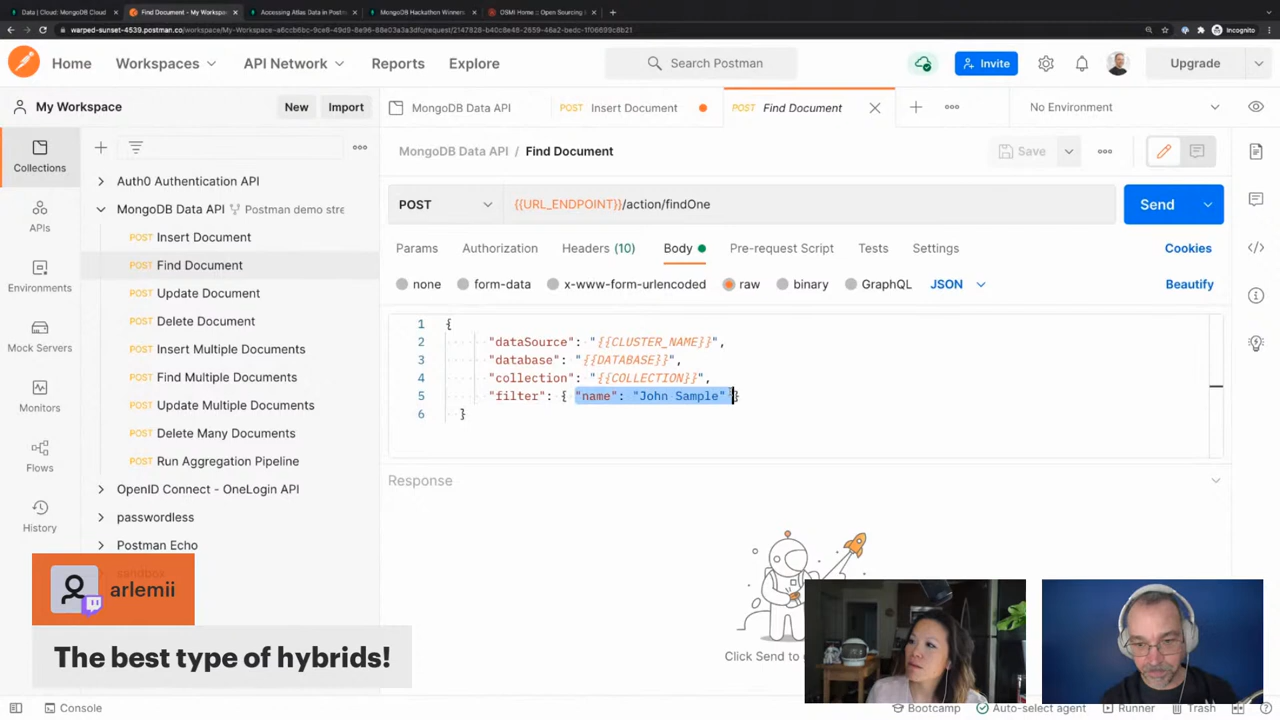 Data | Cloud: MongoDB Cloud
Find Document - My Workspa
Accessing Atlas Data in Postm
MongoDB Hackathon Winners
OSMI Home :: Open Sourcing
Incognito
Home
Workspaces
API Network
Reports
Explore
Search Postman
Invite
Upgrade
My Workspace
New
Import
MongoDB Data API
POST Insert Document
POST Find Document
No Environment
Collections
APIs
Environments
Mock Servers
Monitors
Flows
History
Auth0 Authentication API
MongoDB Data API Postman demo stre
POST Insert Document
POST Find Document
POST Update Document
POST Delete Document
POST Insert Multiple Documents
POST Find Multiple Documents
POST Update Multiple Documents
POST Delete Many Documents
POST Run Aggregation Pipeline
OpenID Connect - OneLogin API
passwordless
Postman Echo
sandbox
MongoDB Data API / Find Document
Save
POST
{{URL_ENDPOINT}}/action/findOne
Send
Params
Authorization
Headers (10)
Body
Pre-request Script
Tests
Settings
Cookies
none
form-data
x-www-form-urlencoded
raw
binary
GraphQL
JSON
Beautify
1 {
2 "dataSource": "{{CLUSTER_NAME}}",
3 "database": "{{DATABASE}}",
4 "collection": "{{COLLECTION}}",
5 "filter": { "name": "John Sample" }
6 }
Response
Click Send to
arlemii
The best type of hybrids!
Console
Bootcamp
Auto-select agent
Runner
Trash